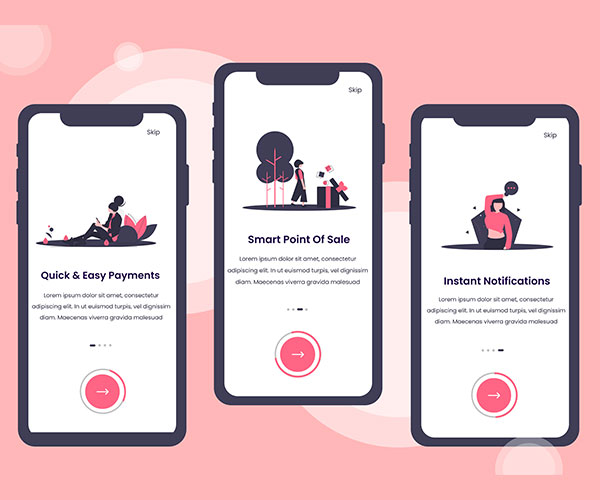 Skip
Quick & Easy Payments
Lorem ipsum dolor sit amet, consectetur
adipiscing elit. In ut euismod turpis, vel dignissim
diam. Maecenas viverra gravida malesuad
Skip
Smart Point Of Sale
Lorem ipsum dolor sit amet, consectetur
adipiscing elit. In ut euismod turpis, vel dignissim
diam. Maecenas viverra gravida malesuad
Skip
Instant Notifications
Lorem ipsum dolor sit amet, consectetur
adipiscing elit. In ut euismod turpis, vel dignissim
diam. Maecenas viverra gravida malesuad